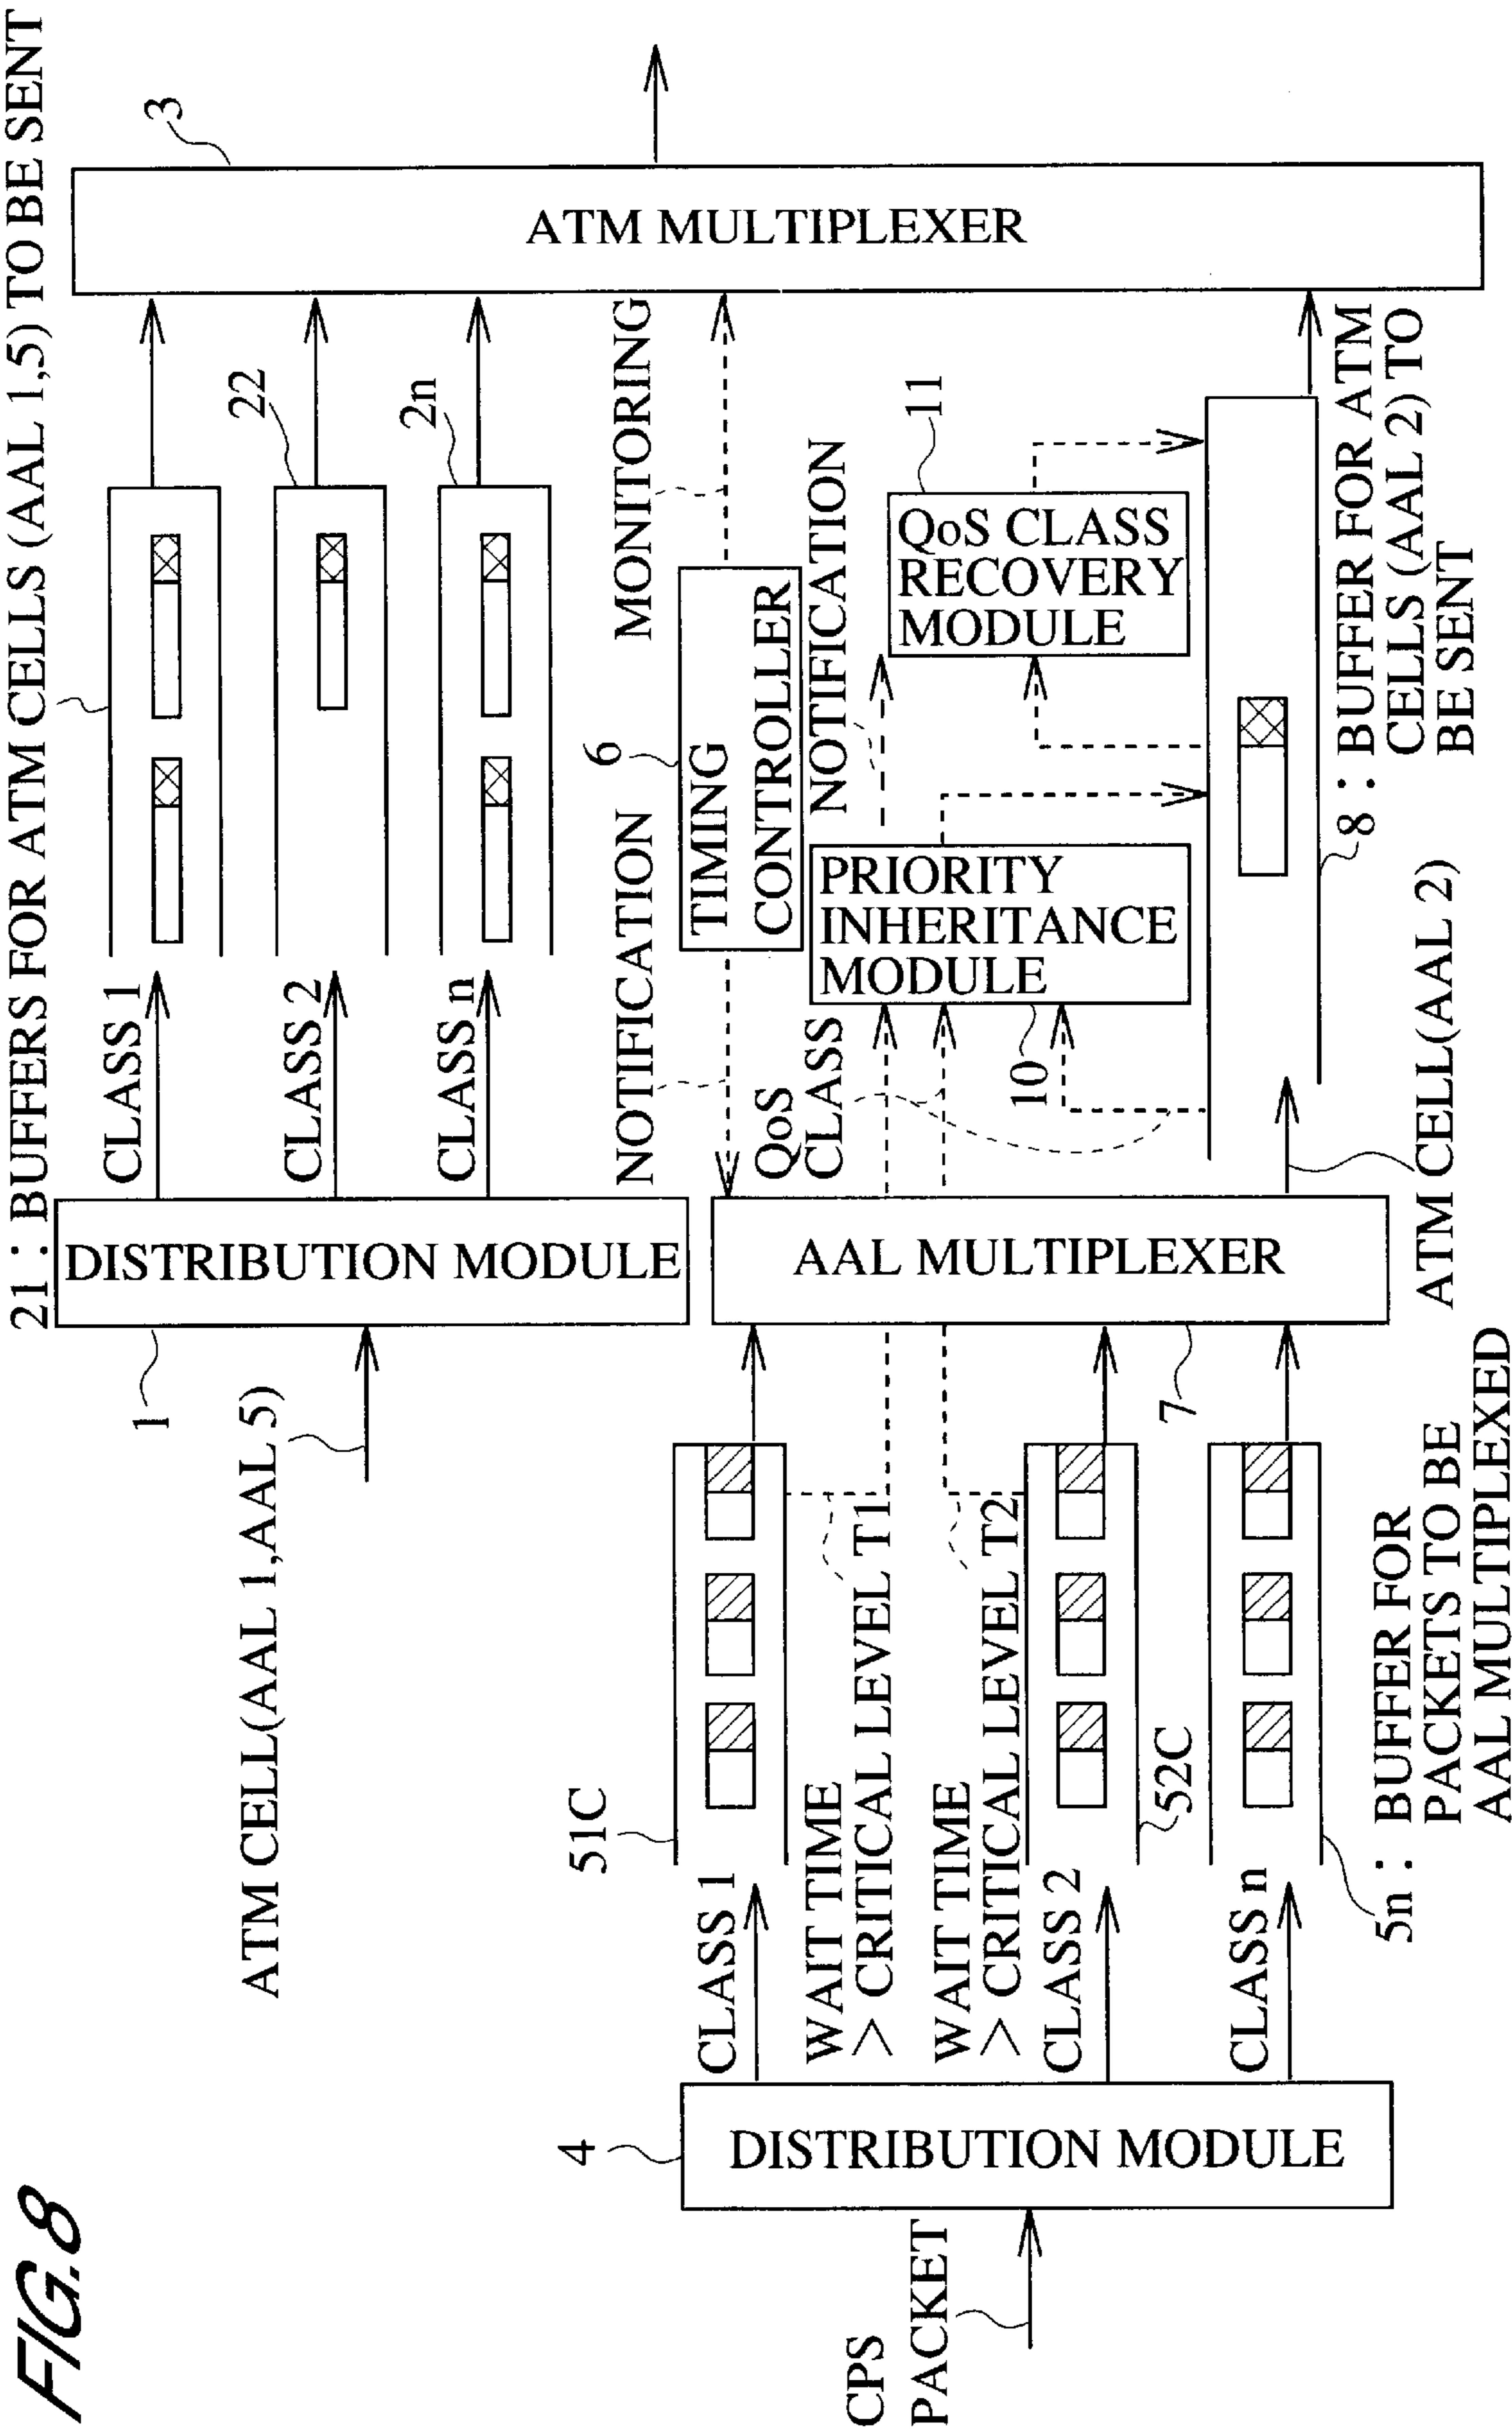 FIG.8
21 : BUFFERS FOR ATM CELLS (AAL 1,5) TO BE SENT
CLASS 1
CLASS 2
CLASS n
22
2n
3
ATM MULTIPLEXER
DISTRIBUTION MODULE
1
ATM CELL(AAL 1,AAL 5)
NOTIFICATION
6
TIMING
CONTROLLER
MONITORING
QoS
CLASS
NOTIFICATION
11
QoS CLASS
RECOVERY
MODULE
PRIORITY
INHERITANCE
MODULE
10
AAL MULTIPLEXER
7
ATM CELL(AAL 2)
8 : BUFFER FOR ATM
CELLS (AAL 2) TO
BE SENT
51C
CLASS 1
WAIT TIME
> CRITICAL LEVEL T1
WAIT TIME
> CRITICAL LEVEL T2
CLASS 2
52C
CLASS n
5n : BUFFER FOR
PACKETS TO BE
AAL MULTIPLEXED
4
DISTRIBUTION MODULE
CPS
PACKET